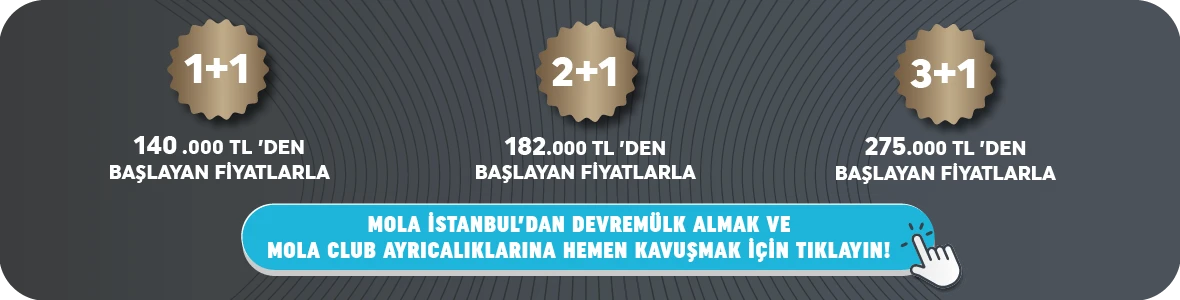 1+1
140 .000 TL 'DEN
BAŞLAYAN FİYATLARLA
2+1
182.000 TL 'DEN
BAŞLAYAN FİYATLARLA
3+1
275.000 TL 'DEN
BAŞLAYAN FİYATLARLA
MOLA İSTANBUL'DAN DEVREMÜLK ALMAK VE
MOLA CLUB AYRICALIKLARINA HEMEN KAVUŞMAK İÇİN TIKLAYIN!